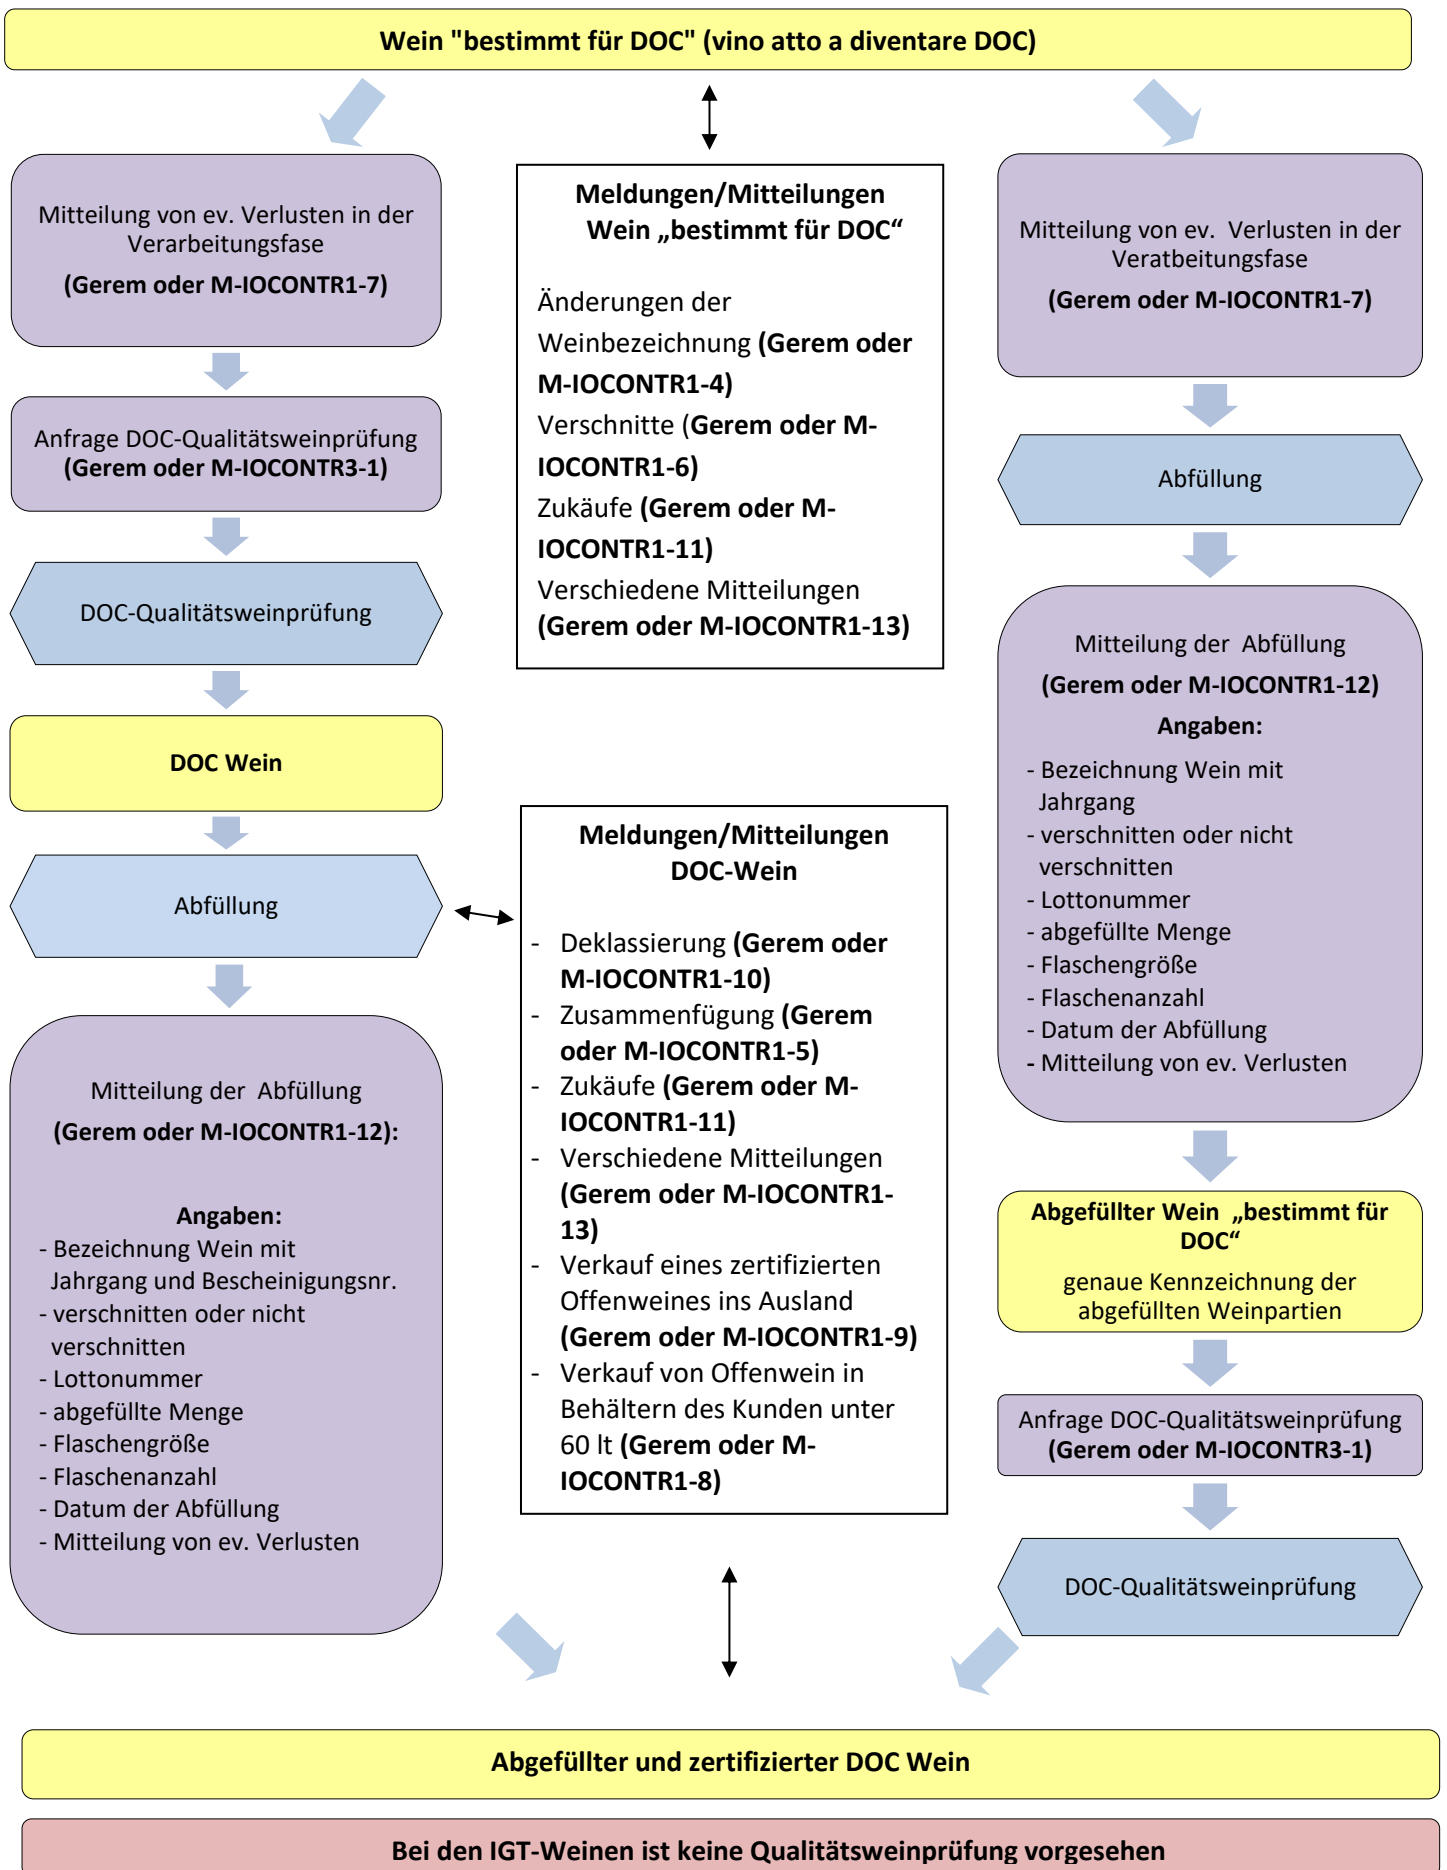 Wein "bestimmt für DOC" (vino atto a diventare DOC)
Mitteilung von ev. Verlusten in der
Verarbeitungsfase
(Gerem oder M-IOCONTR1-7)
Anfrage DOC-Qualitätsweinprüfung
(Gerem oder M-IOCONTR3-1)
DOC-Qualitätsweinprüfung
DOC Wein
Abfüllung
Mitteilung der Abfüllung
(Gerem oder M-IOCONTR1-12):
Angaben:
- Bezeichnung Wein mit
Jahrgang und Bescheinigungsnr.
- verschnitten oder nicht
verschnitten
- Lottonummer
- abgefüllte Menge
- Flaschengröße
- Flaschenanzahl
- Datum der Abfüllung
- Mitteilung von ev. Verlusten
Meldungen/Mitteilungen
Wein „bestimmt für DOC“
Änderungen der
Weinbezeichnung (Gerem oder
M-IOCONTR1-4)
Verschnitte (Gerem oder M-
IOCONTR1-6)
Zukäufe (Gerem oder M-
IOCONTR1-11)
Verschiedene Mitteilungen
(Gerem oder M-IOCONTR1-13)
Meldungen/Mitteilungen
DOC-Wein
- Deklassierung (Gerem oder
M-IOCONTR1-10)
- Zusammenfügung (Gerem
oder M-IOCONTR1-5)
- Zukäufe (Gerem oder M-
IOCONTR1-11)
- Verschiedene Mitteilungen
(Gerem oder M-IOCONTR1-
13)
- Verkauf eines zertifizierten
Offenweines ins Ausland
(Gerem oder M-IOCONTR1-9)
- Verkauf von Offenwein in
Behältern des Kunden unter
60 lt (Gerem oder M-
IOCONTR1-8)
Mitteilung von ev. Verlusten in der
Veratbeitungsfase
(Gerem oder M-IOCONTR1-7)
Abfüllung
Mitteilung der Abfüllung
(Gerem oder M-IOCONTR1-12)
Angaben:
- Bezeichnung Wein mit
Jahrgang
- verschnitten oder nicht
verschnitten
- Lottonummer
- abgefüllte Menge
- Flaschengröße
- Flaschenanzahl
- Datum der Abfüllung
- Mitteilung von ev. Verlusten
Abgefüllter Wein „bestimmt für
DOC“
genaue Kennzeichnung der
abgefüllten Weinpartien
Anfrage DOC-Qualitätsweinprüfung
(Gerem oder M-IOCONTR3-1)
DOC-Qualitätsweinprüfung
Abgefüllter und zertifizierter DOC Wein
Bei den IGT-Weinen ist keine Qualitätsweinprüfung vorgesehen